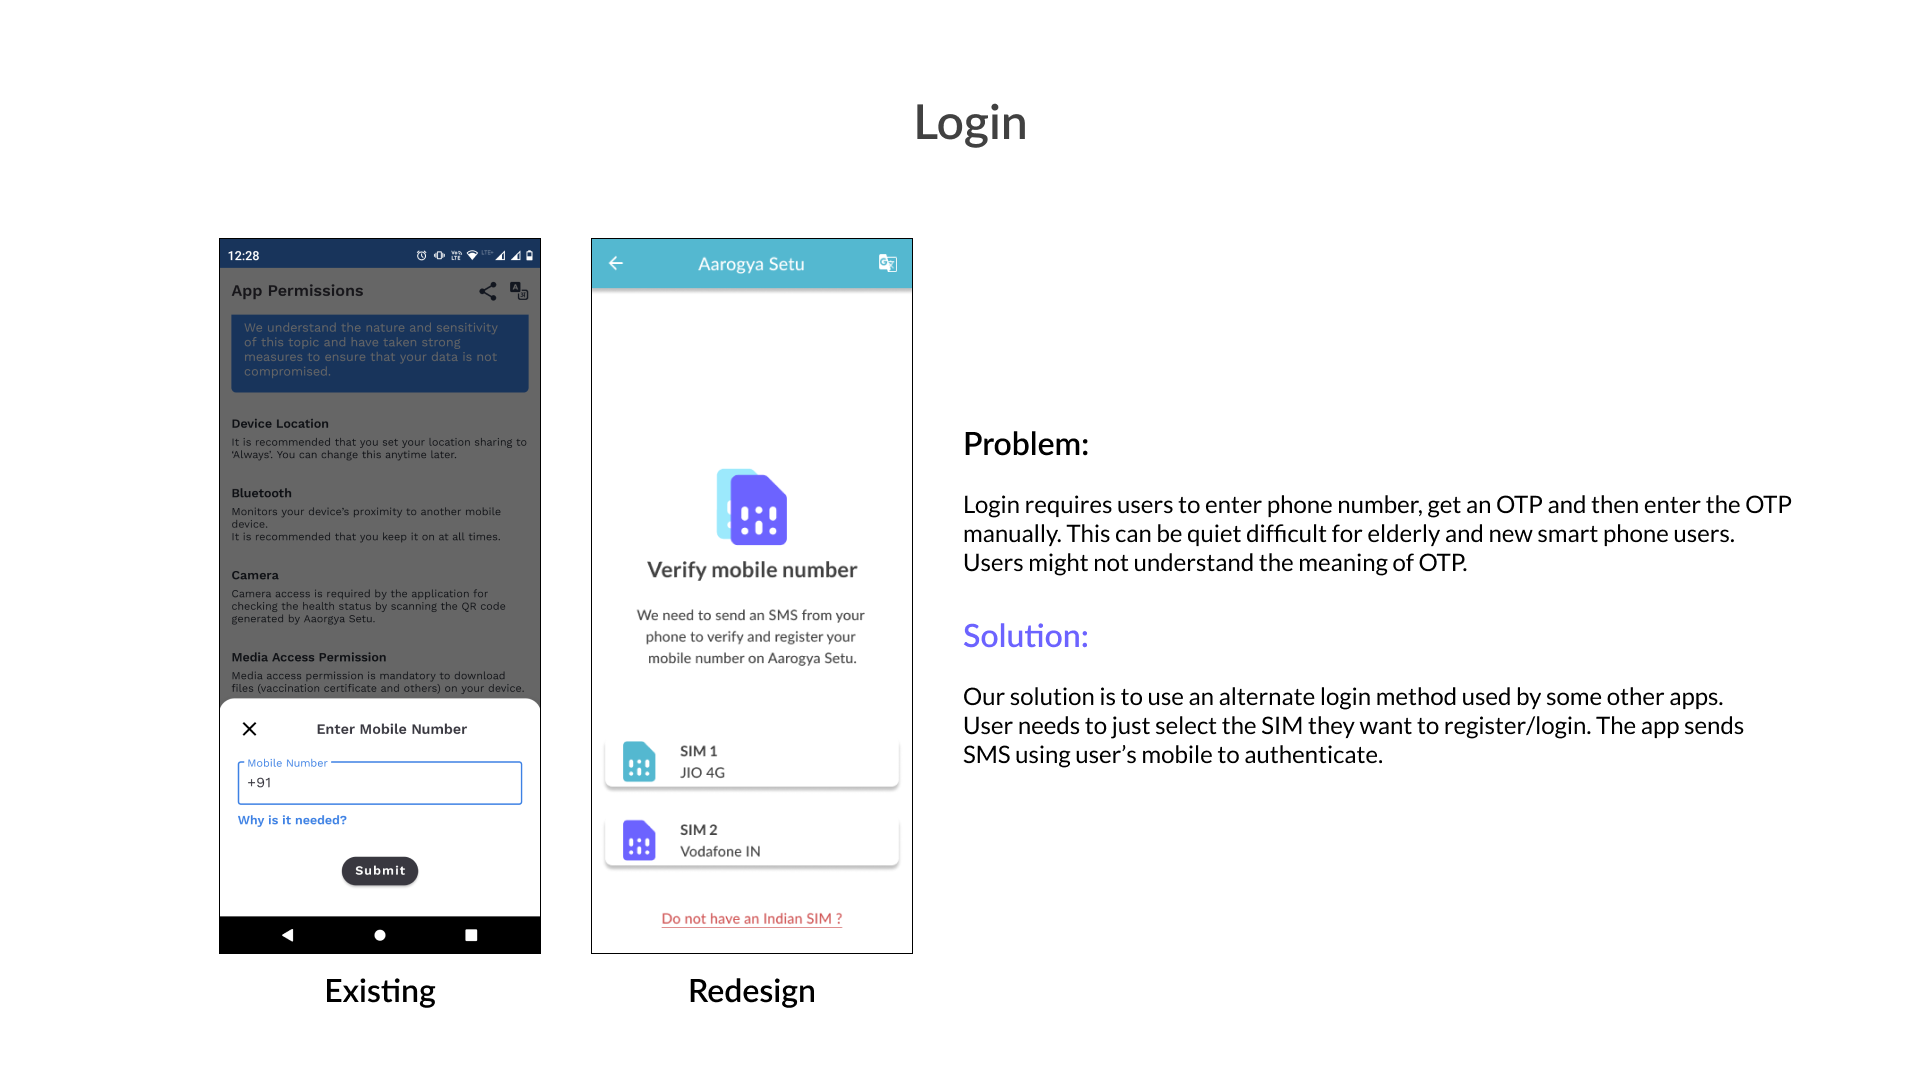 Login
12:28
App Permissions
We understand the nature and sensitivity
of this topic and have taken strong
measures to ensure that your data is not
compromised.
Device Location
It is recommended that you set your location sharing to
‘Always’. You can change this anytime later.
Bluetooth
Monitors your device’s proximity to another mobile
device.
It is recommended that you keep it on at all times.
Camera
Camera access is required by the application for
checking the health status by scanning the QR code
generated by Aaorgya Setu.
Media Access Permission
Media access permission is mandatory to download
files (vaccination certificate and others) on your device.
Enter Mobile Number
Mobile Number
+91
Why is it needed?
Submit
Existing
Aarogya Setu
Verify mobile number
We need to send an SMS from your
phone to verify and register your
mobile number on Aarogya Setu.
SIM 1
JIO 4G
SIM 2
Vodafone IN
Do not have an Indian SIM ?
Redesign
Problem:
Login requires users to enter phone number, get an OTP and then enter the OTP
manually. This can be quiet difficult for elderly and new smart phone users.
Users might not understand the meaning of OTP.
Solution:
Our solution is to use an alternate login method used by some other apps.
User needs to just select the SIM they want to register/login. The app sends
SMS using user’s mobile to authenticate.